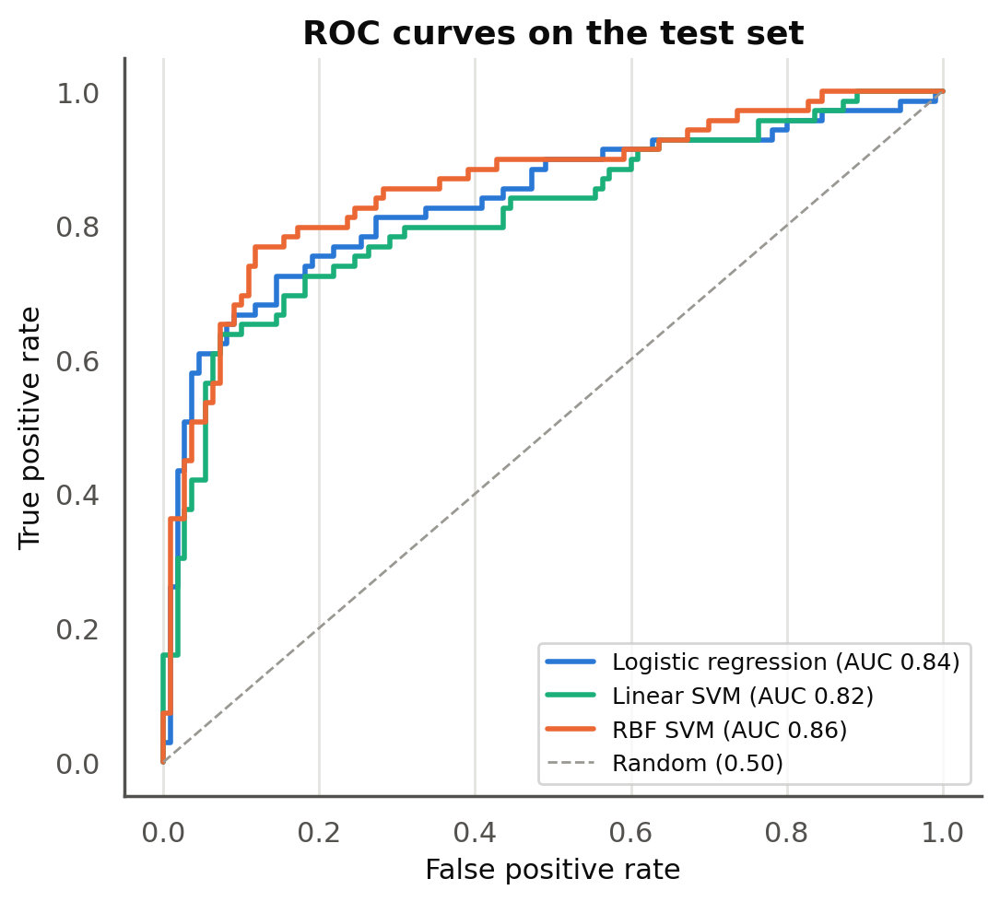 ROC curves on the test set
True positive rate
1.0
0.8
0.6
0.4
0.2
0.0
0.0 0.2 0.4 0.6 0.8 1.0
False positive rate
Logistic regression (AUC 0.84)
Linear SVM (AUC 0.82)
RBF SVM (AUC 0.86)
Random (0.50)